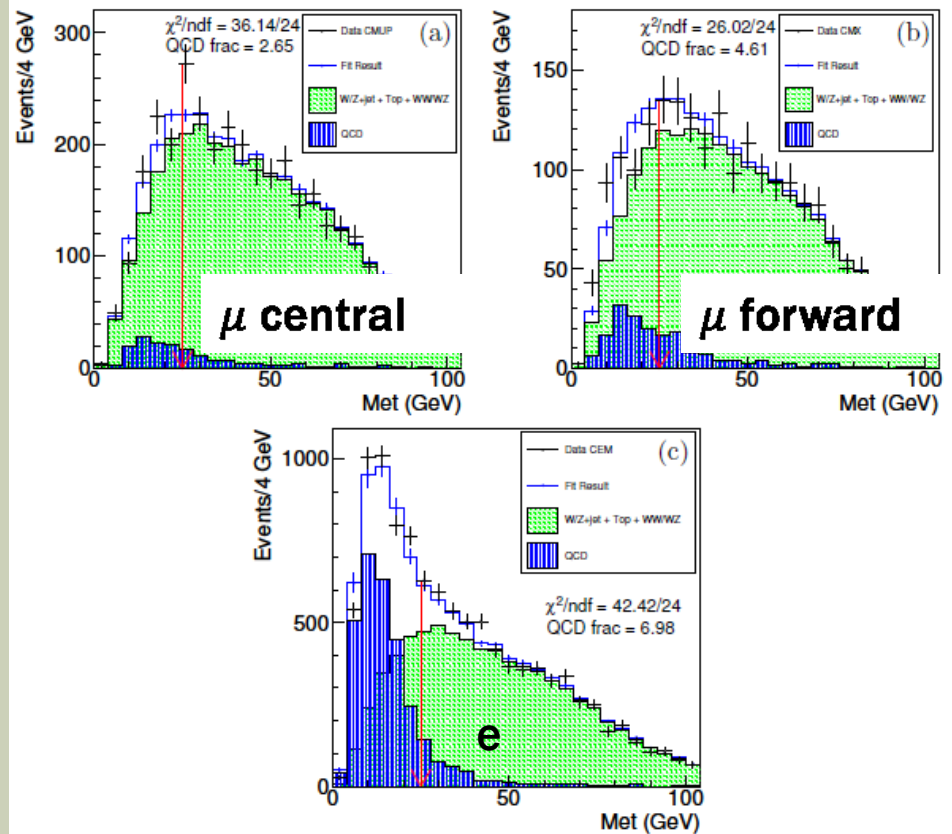 χ²/ndf = 36.14/24
QCD frac = 2.65
(a)
Data CMUP
Fit Result
W/Z+jet + Top + WW/WZ
QCD
Events/4 GeV
300
200
100
0
μ central
0
50
100
Met (GeV)
χ²/ndf = 26.02/24
QCD frac = 4.61
(b)
Data CMX
Fit Result
W/Z+jet + Top + WW/WZ
QCD
Events/4 GeV
150
100
50
0
μ forward
0
50
100
Met (GeV)
(c)
Data CEM
Fit Result
W/Z+jet + Top + WW/WZ
QCD
χ²/ndf = 42.42/24
QCD frac = 6.98
Events/4 GeV
1000
500
0
e
0
50
100
Met (GeV)